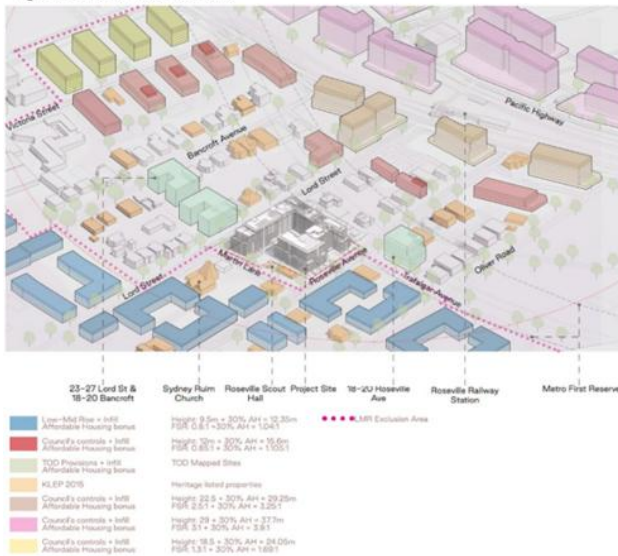 Victoria Street
Bancroft Avenue
Pacific Highway
Lord Street
Martin Lane
Roseville Avenue
Trafalgar Avenue
Oliver Road
Lord Street
23-27 Lord St &
18-20 Bancroft
Sydney Ruim
Church
Roseville Scout
Hall
Project Site
18-20 Roseville
Ave
Roseville Railway
Station
Metro First Reserve
Low-Mid Rise + Infill
Affordable Housing bonus
Height: 9.5m + 30% AH = 12.35m
FSR: 0.8:1 +30% AH = 1.04:1
LMR Exclusion Area
Council's controls + Infill
Affordable Housing bonus
Height: 12m + 30% AH = 15.6m
FSR: 0.85:1 + 30% AH = 1.105:1
TOD Provisions + Infill
Affordable Housing bonus
TOD Mapped Sites
KLEP 2015
Heritage listed properties
Council's controls + Infill
Affordable Housing bonus
Height: 22.5 + 30% AH = 29.25m
FSR: 2.5:1 + 30% AH = 3.25:1
Council's controls + Infill
Affordable Housing bonus
Height: 29 + 30% AH = 37.7m
FSR: 3:1 + 30% AH = 3.9:1
Council's controls + Infill
Affordable Housing bonus
Height: 18.5 + 30% AH = 24.05m
FSR: 1.3:1 + 30% AH = 1.69:1